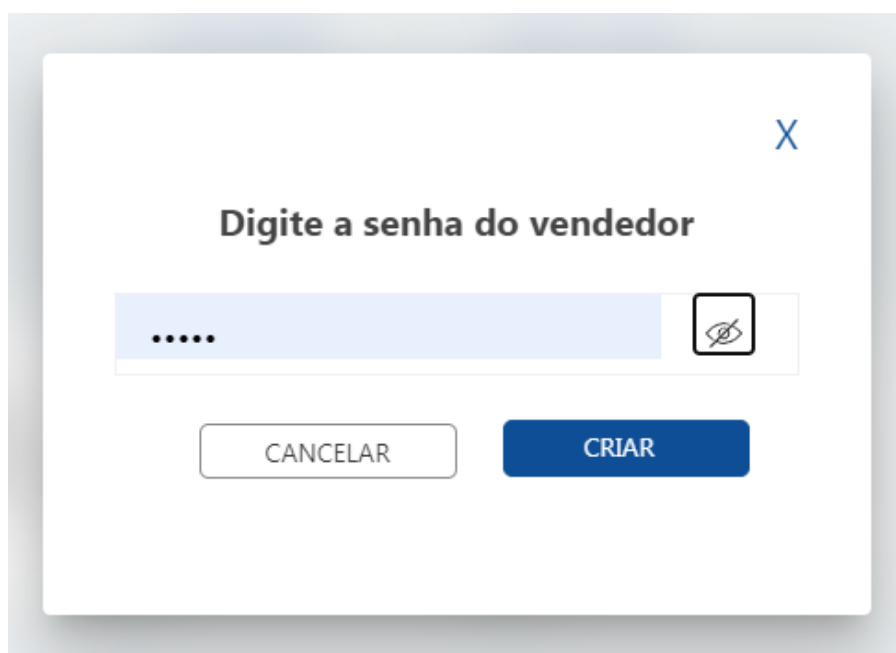 X
Digite a senha do vendedor
•••••
CANCELAR
CRIAR